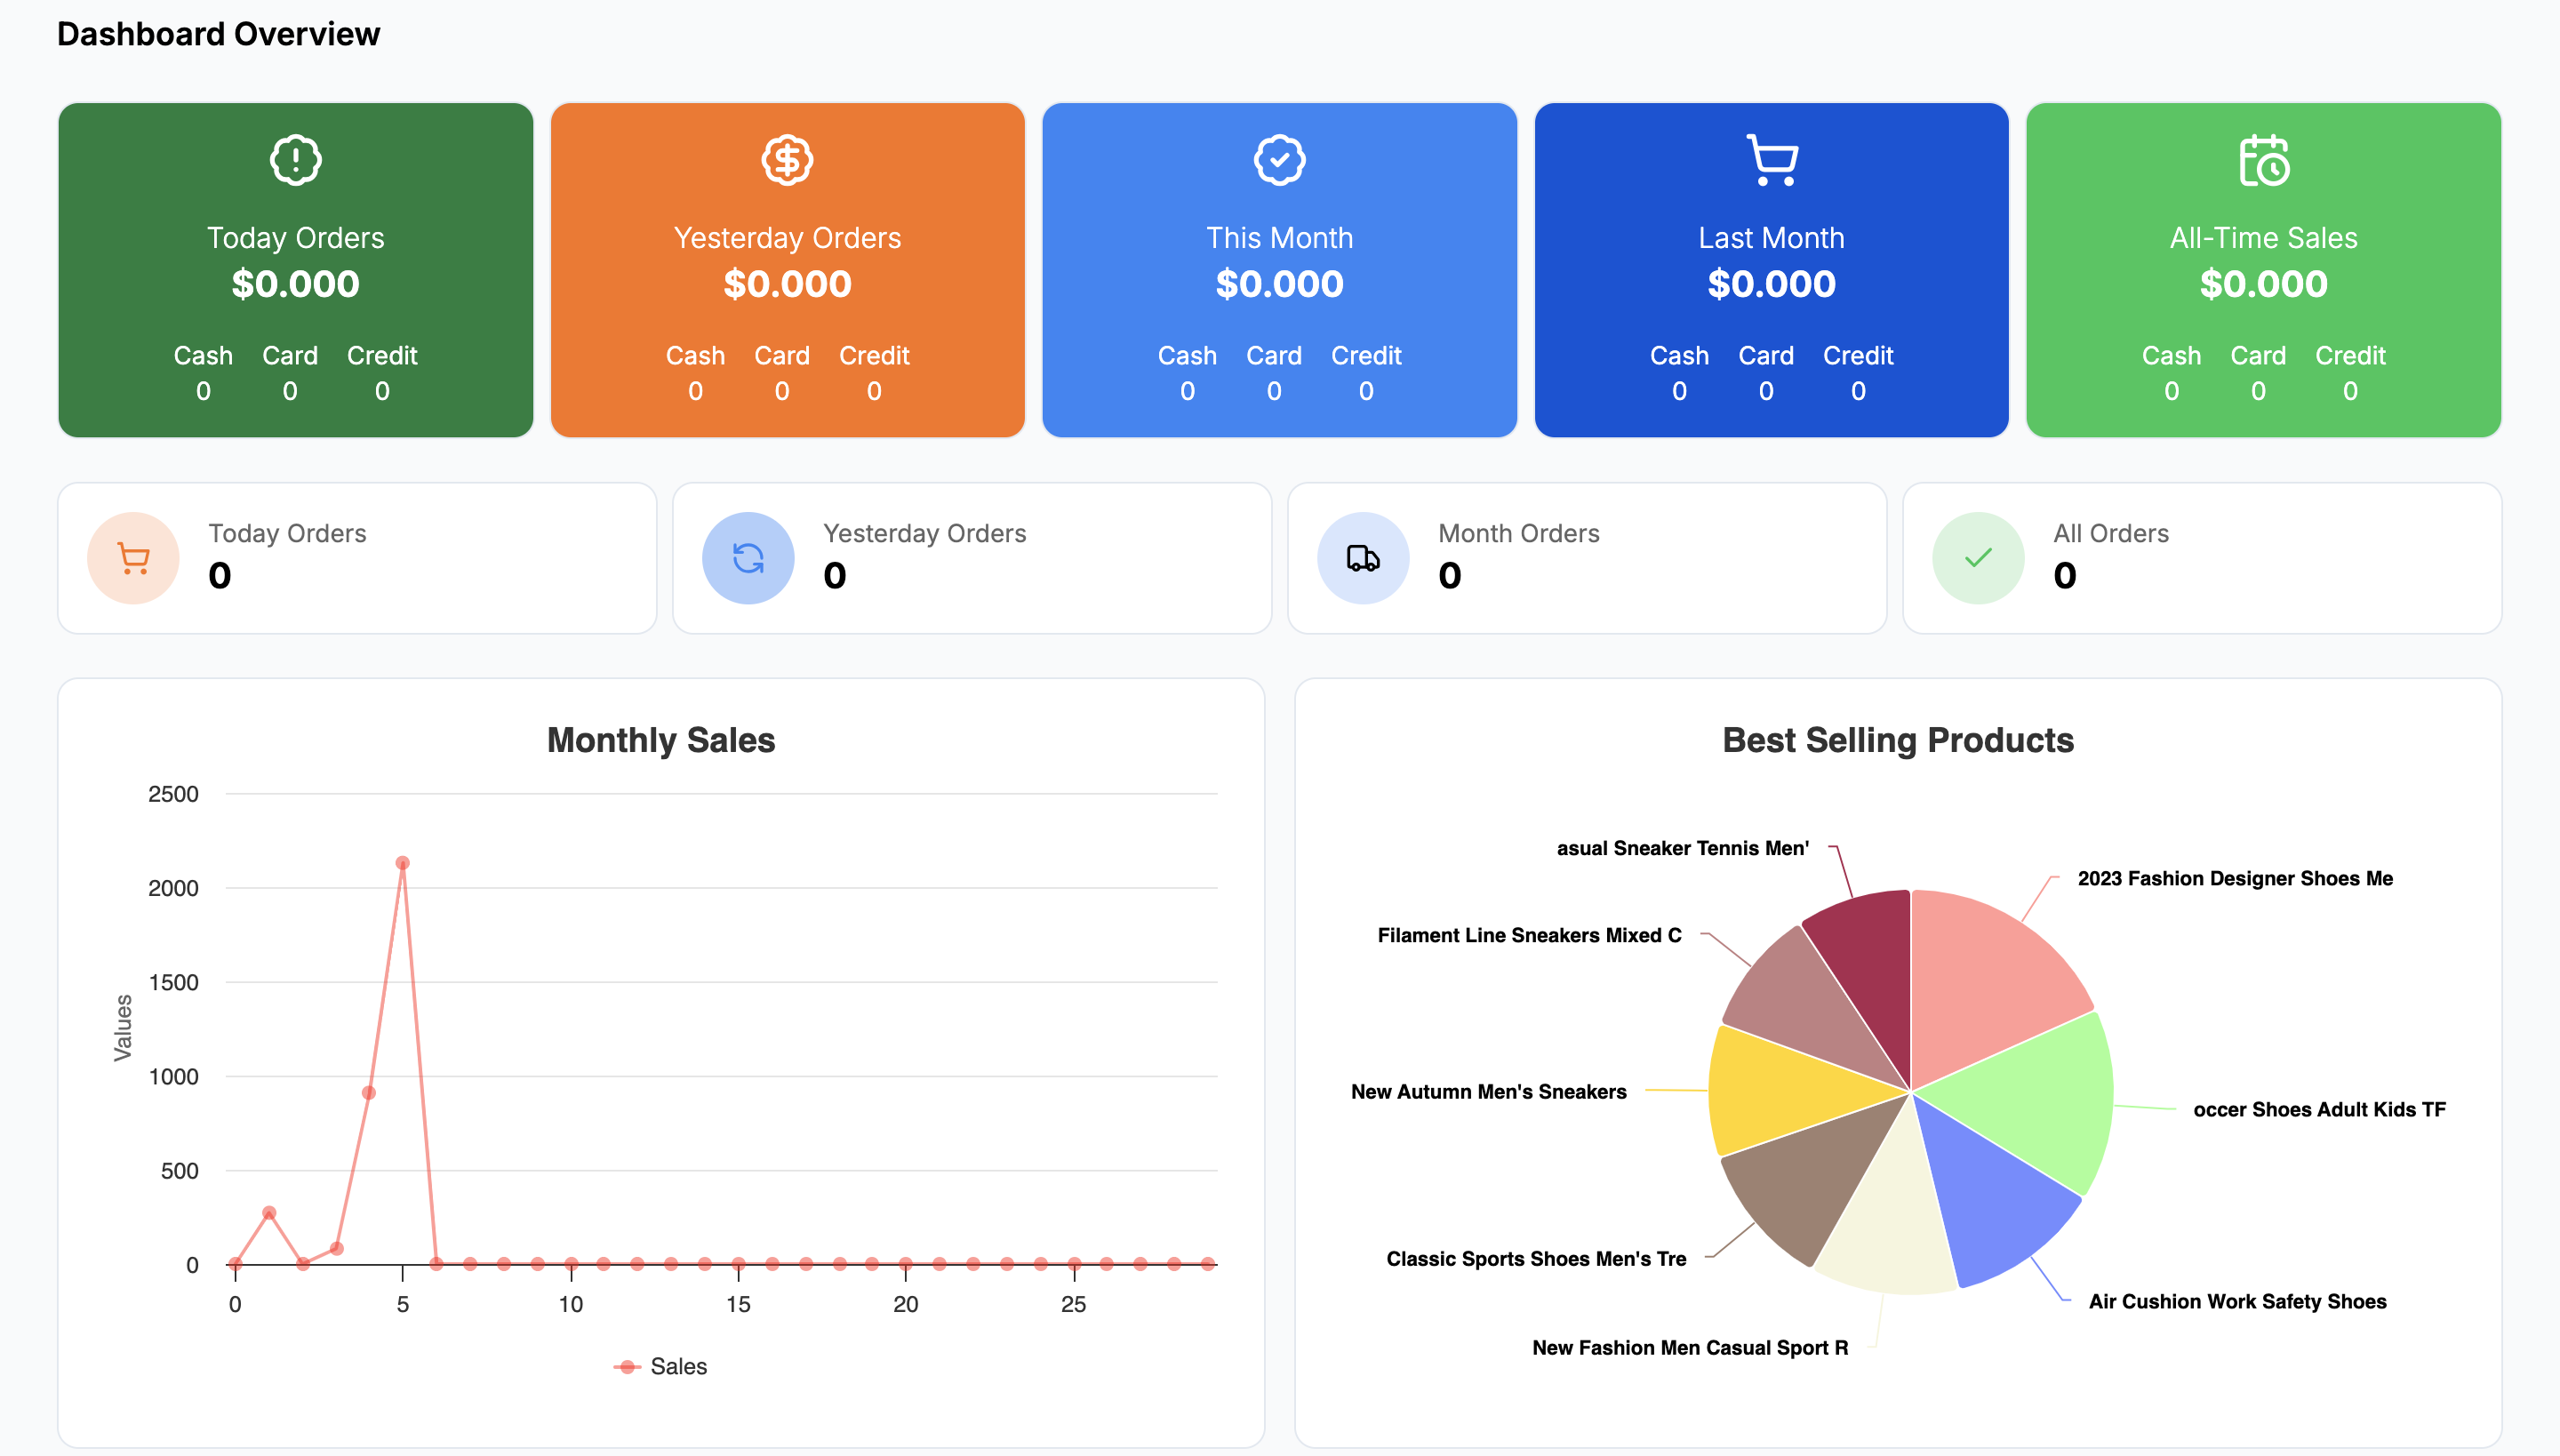 Dashboard Overview
Today Orders
$0.000
Cash Card Credit
0 0 0
Yesterday Orders
$0.000
Cash Card Credit
0 0 0
This Month
$0.000
Cash Card Credit
0 0 0
Last Month
$0.000
Cash Card Credit
0 0 0
All-Time Sales
$0.000
Cash Card Credit
0 0 0
Today Orders
0
Yesterday Orders
0
Month Orders
0
All Orders
0
Monthly Sales
2500
2000
1500
1000
500
0
Values
0 5 10 15 20 25
Sales
Best Selling Products
asual Sneaker Tennis Men'
2023 Fashion Designer Shoes Me
Filament Line Sneakers Mixed C
New Autumn Men's Sneakers
occer Shoes Adult Kids TF
Classic Sports Shoes Men's Tre
Air Cushion Work Safety Shoes
New Fashion Men Casual Sport R